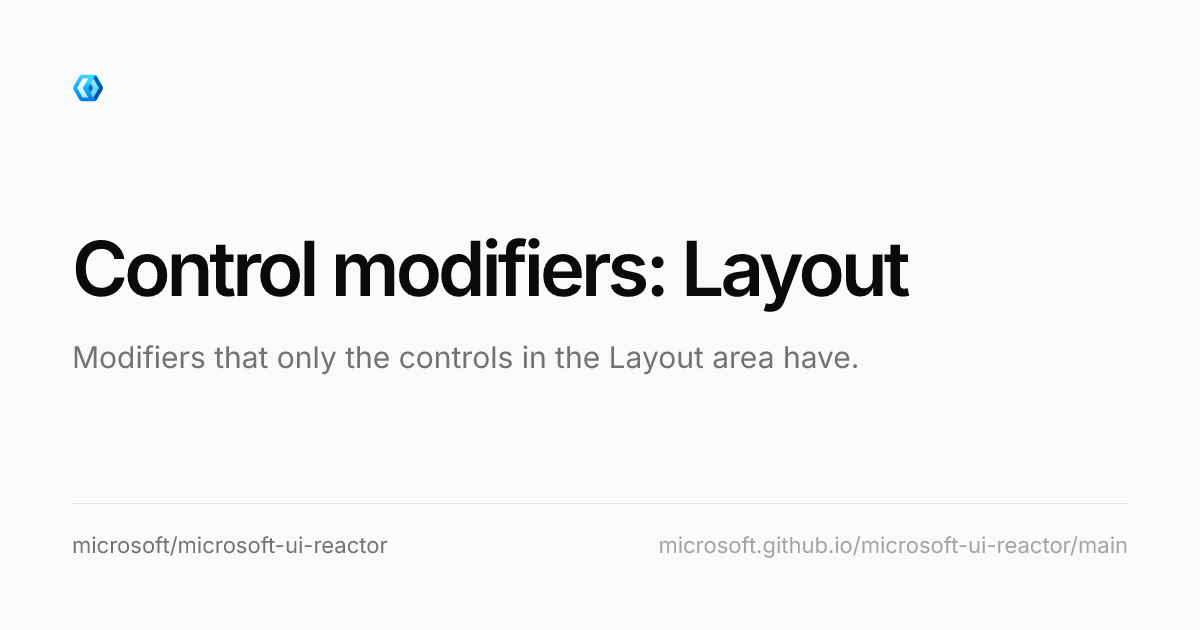 Control modifiers: Layout
Modifiers that only the controls in the Layout area have.
microsoft/microsoft-ui-reactor
microsoft.github.io/microsoft-ui-reactor/main